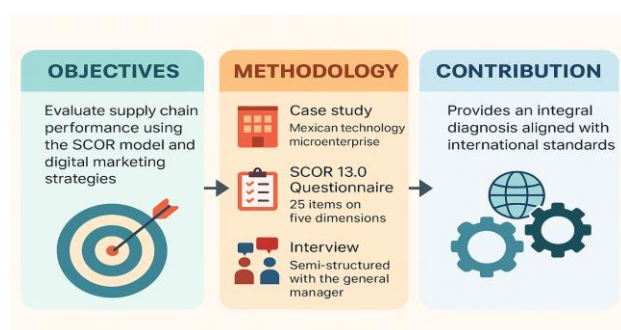 OBJECTIVES
Evaluate supply chain
performance using
the SCOR model and
digital marketing
strategies
METHODOLOGY
Case study
Mexican technology
microenterprise
SCOR 13.0
Questionnaire
25 items on
five dimensions
Interview
Semi-structured
with the general
manager
CONTRIBUTION
Provides an integral
diagnosis aligned with
international standards